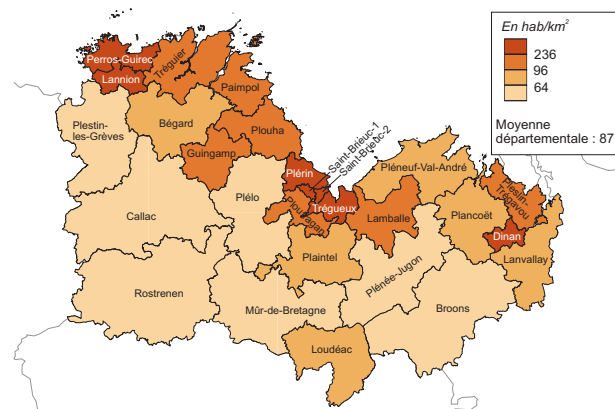 En hab/km²
236
96
64
Moyenne
départementale : 87
Perros-Guirec
Lannion
Tréguier
Paimpol
Plestin-
les-Grèves
Bégard
Plouha
Guingamp
Saint-Brieuc-1
Saint-Brieuc-2
Plérin
Pléneuf-Val-André
Plélo
Trégueux
Ploufragan
Lamballe
Plancoët
Pleslin-
Trigavou
Callac
Dinan
Plaintel
Lanvallay
Plénée-Jugon
Rostrenen
Mûr-de-Bretagne
Broons
Loudéac